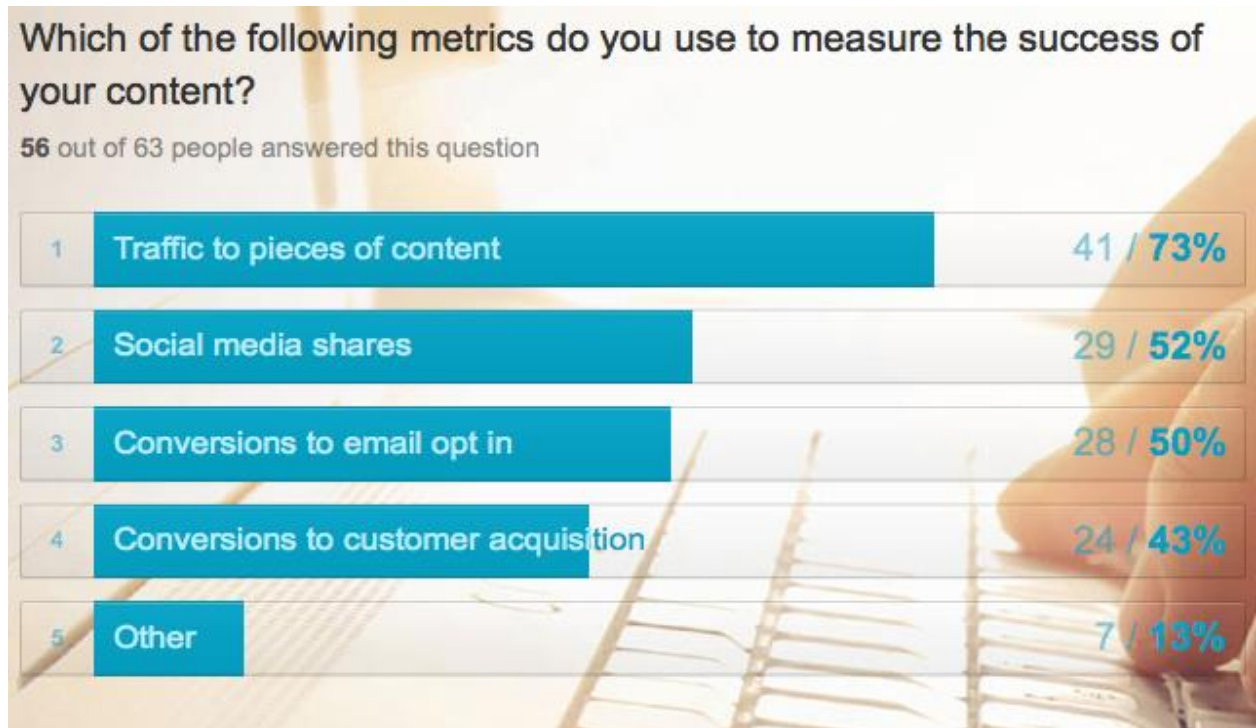 Which of the following metrics do you use to measure the success of
your content?
56 out of 63 people answered this question
1 Traffic to pieces of content 41 / 73%
2 Social media shares 29 / 52%
3 Conversions to email opt in 28 / 50%
4 Conversions to customer acquisition 24 / 43%
5 Other 7 / 13%